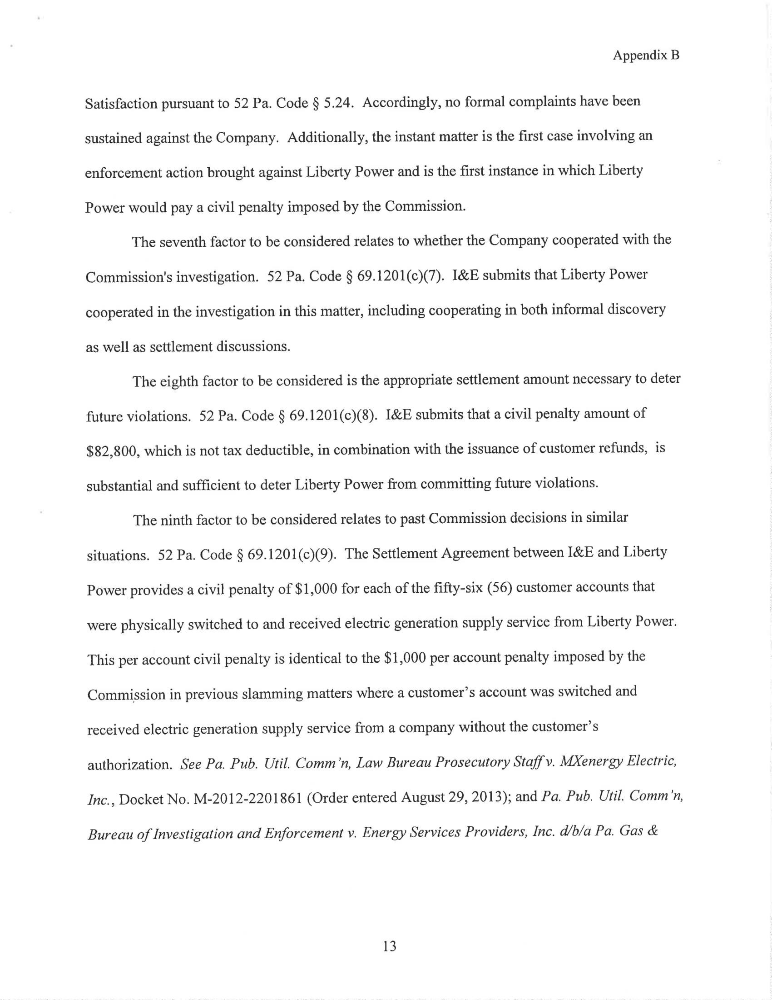 Appendix B
Satisfaction pursuant to 52 Pa. Code § 5.24. Accordingly, no formal complaints have been
sustained against the Company. Additionally, the instant matter is the first case involving an
enforcement action brought against Liberty Power and is the first instance in which Liberty
Power would pay a civil penalty imposed by the Commission.
The seventh factor to be considered relates to whether the Company cooperated with the
Commission's investigation. 52 Pa. Code § 69.1201(c)(7). I&E submits that Liberty Power
cooperated in the investigation in this matter, including cooperating in both informal discovery
as well as settlement discussions.
The eighth factor to be considered is the appropriate settlement amount necessary to deter
future violations. 52 Pa. Code § 69.1201(c)(8). I&E submits that a civil penalty amount of
$82,800, which is not tax deductible, in combination with the issuance of customer refunds, is
substantial and sufficient to deter Liberty Power from committing future violations.
The ninth factor to be considered relates to past Commission decisions in similar
situations. 52 Pa. Code § 69.1201(c)(9). The Settlement Agreement between I&E and Liberty
Power provides a civil penalty of $1,000 for each of the fifty-six (56) customer accounts that
were physically switched to and received electric generation supply service from Liberty Power.
This per account civil penalty is identical to the $1,000 per account penalty imposed by the
Commission in previous slamming matters where a customer’s account was switched and
received electric generation supply service from a company without the customer’s
authorization. See Pa. Pub. Util. Comm’n, Law Bureau Prosecutory Staff v. MXenergy Electric,
Inc., Docket No. M-2012-2201861 (Order entered August 29, 2013); and Pa. Pub. Util. Comm’n,
Bureau of Investigation and Enforcement v. Energy Services Providers, Inc. d/b/a Pa. Gas &
13